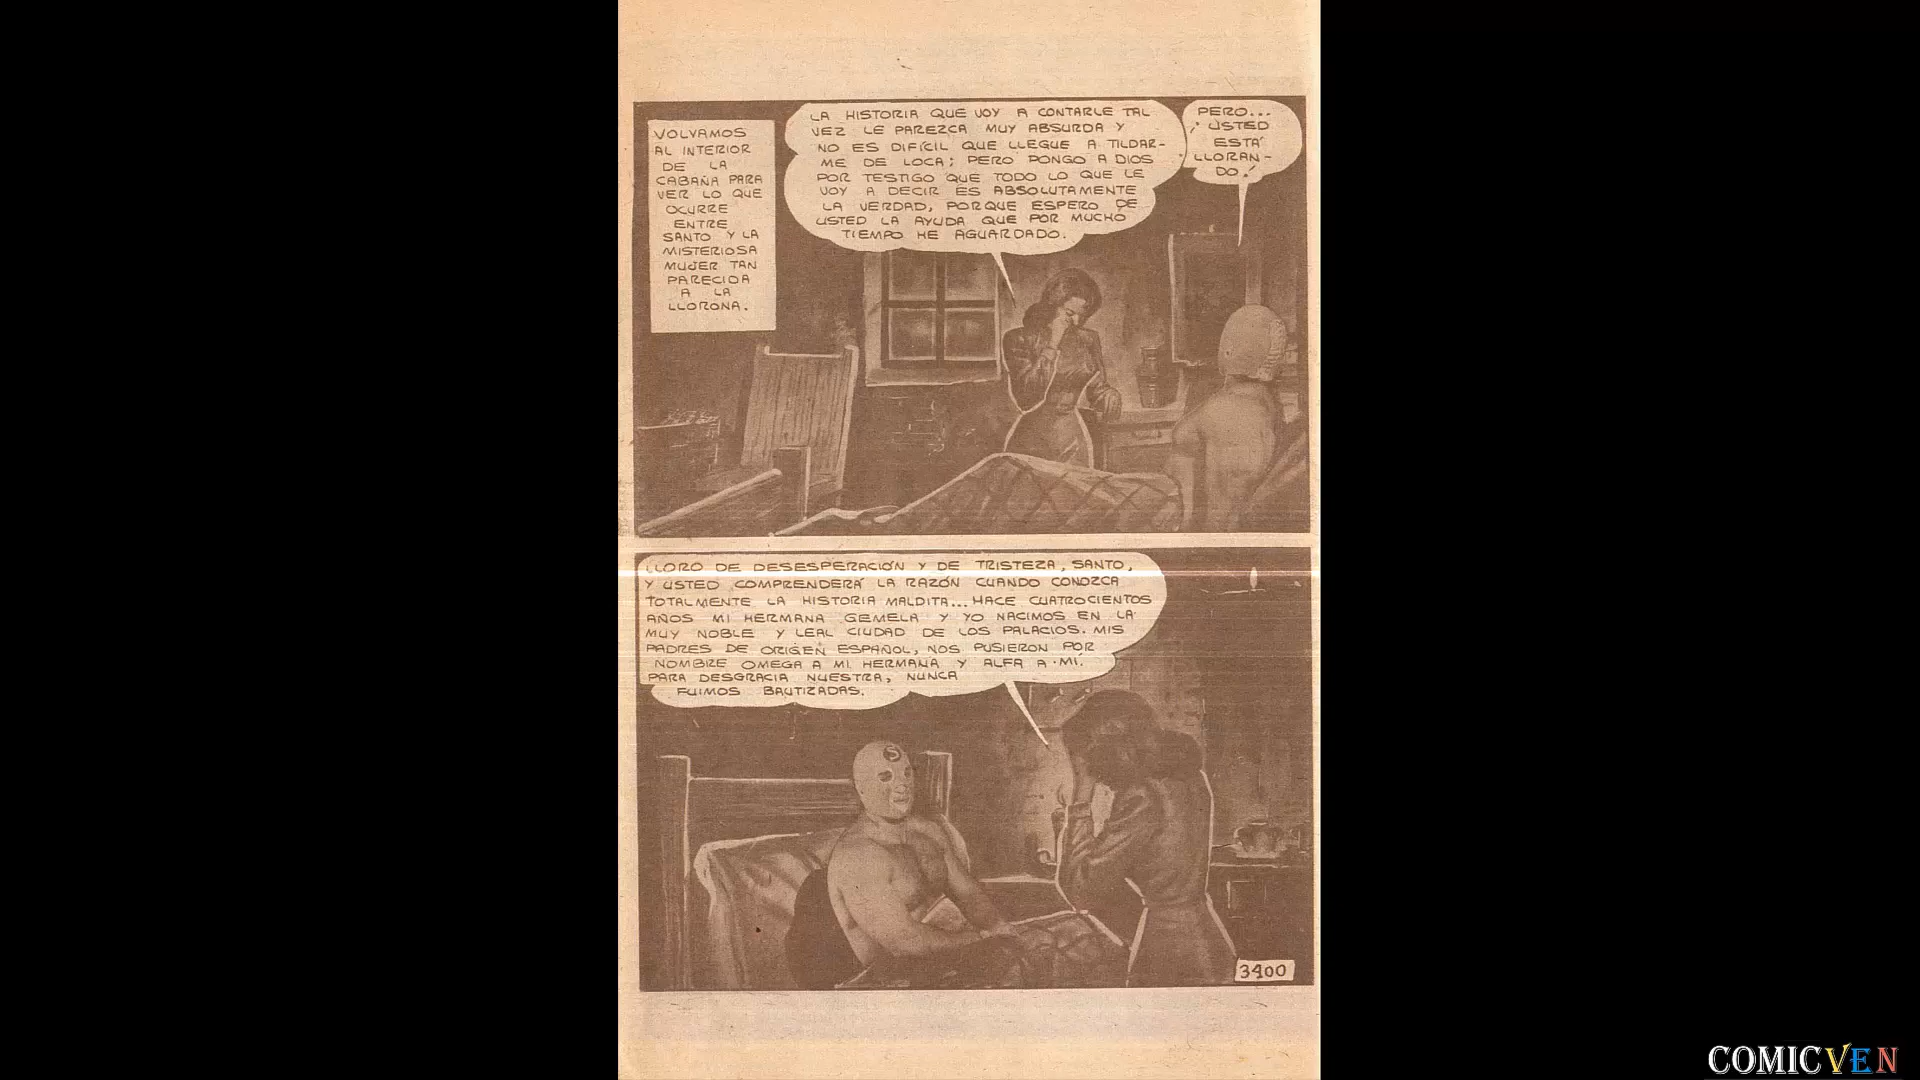 VOLVAMOS
AL INTERIOR
DE LA
CABAÑA PARA
VER LO QUE
OCURRE
ENTRE
SANTO Y LA
MISTERIOSA
MUJER TAN
PARECIDA
A LA
LLORONA.
LA HISTORIA QUE VOY A CONTARLE TAL
VEZ LE PAREZCA MUY ABSURDA Y
NO ES DIFÍCIL QUE LLEGUE A TILDAR-
ME DE LOCA; PERO PONGO A DIOS
POR TESTIGO QUE TODO LO QUE LE
VOY A DECIR ES ABSOLUTAMENTE
LA VERDAD, PORQUE ESPERO DE
USTED LA AYUDA QUE POR MUCHO
TIEMPO HE AGUARDADO.
PERO...
¡USTED
ESTÁ
LLORAN-
DO!
LLORO DE DESESPERACIÓN Y DE TRISTEZA, SANTO,
Y USTED COMPRENDERÁ LA RAZÓN CUANDO CONOZCA
TOTALMENTE LA HISTORIA MALDITA... HACE CUATROCIENTOS
AÑOS MI HERMANA GEMELA Y YO NACIMOS EN LA
MUY NOBLE Y LEAL CIUDAD DE LOS PALACIOS. MIS
PADRES DE ORIGEN ESPAÑOL, NOS PUSIERON POR
NOMBRE OMEGA A MI HERMANA Y ALFA A MÍ.
PARA DESGRACIA NUESTRA, NUNCA
FUIMOS BAUTIZADAS.
S
3400
COMICVEN